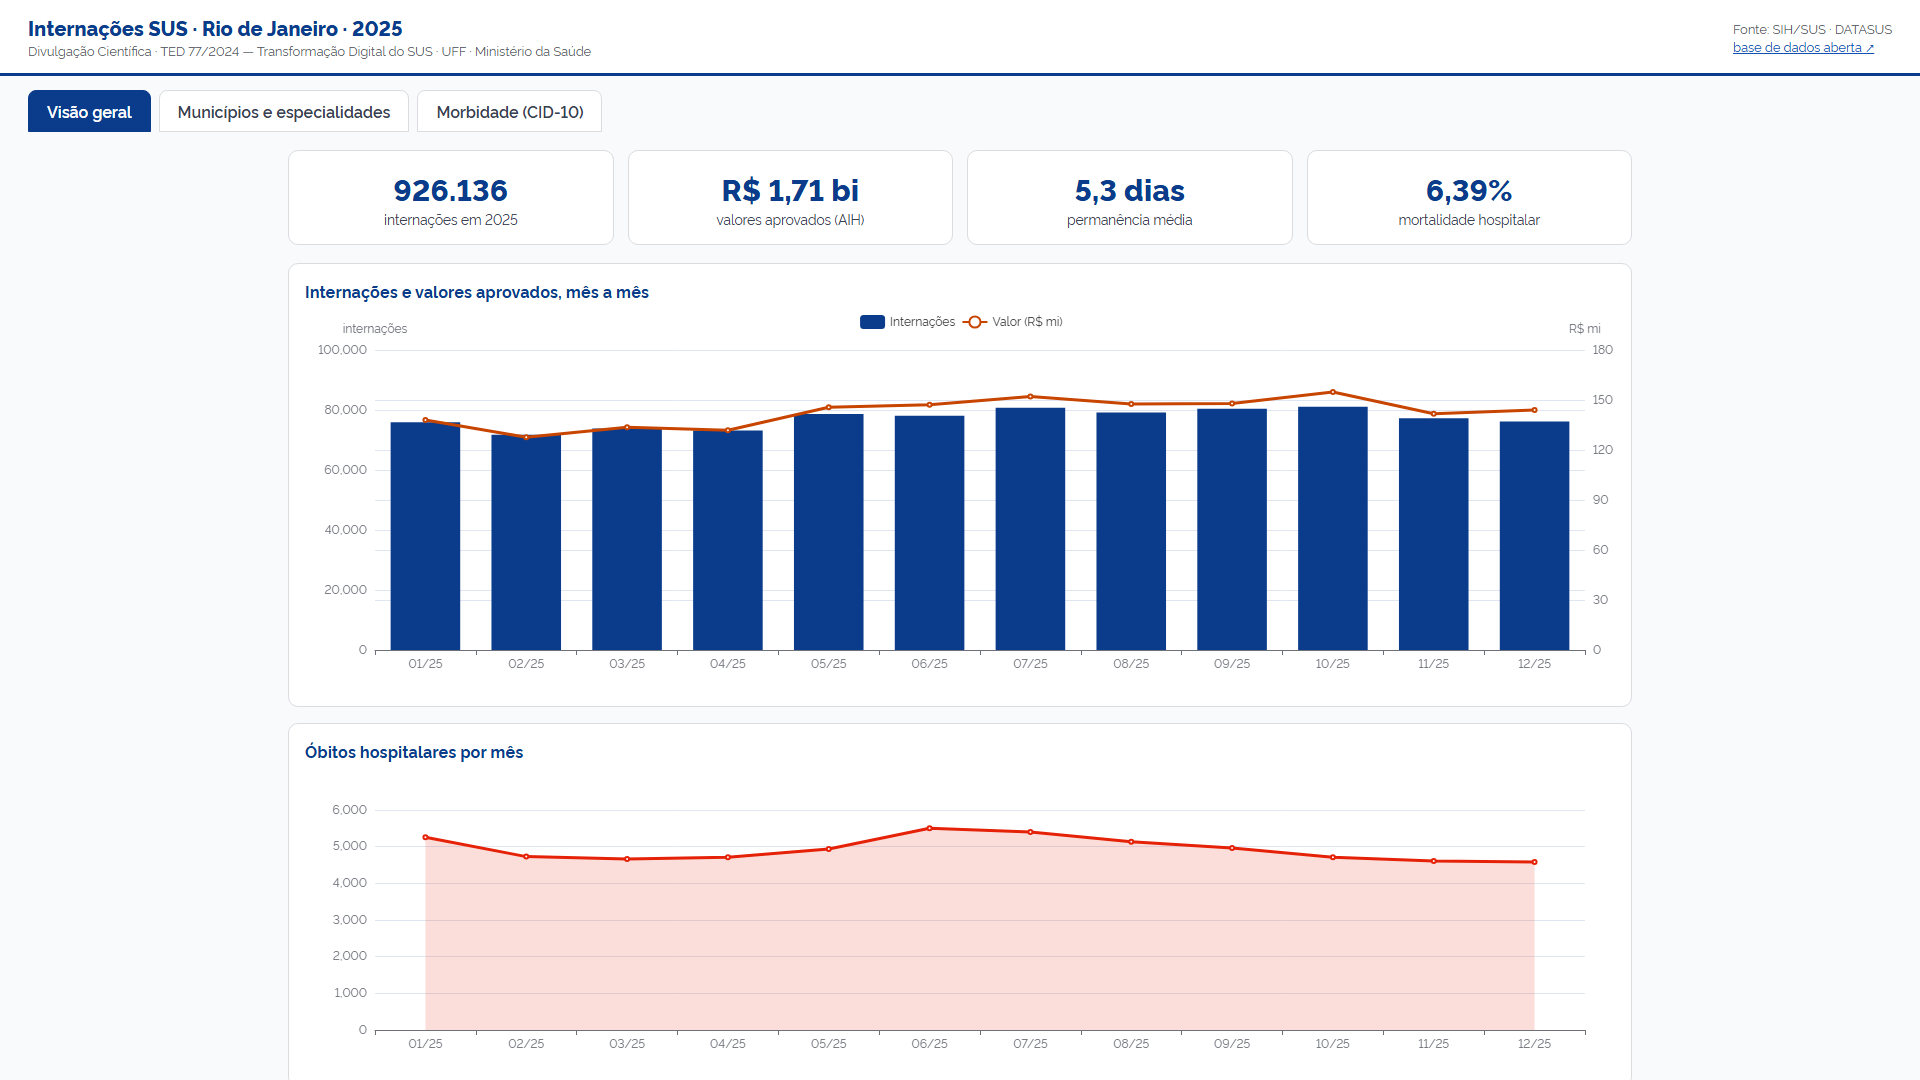 Internações SUS · Rio de Janeiro · 2025
Divulgação Científica · TED 77/2024 — Transformação Digital do SUS · UFF · Ministério da Saúde
Fonte: SIH/SUS · DATASUS
base de dados aberta ↗
Visão geral
Municípios e especialidades
Morbidade (CID-10)
926.136
internações em 2025
R$ 1,71 bi
valores aprovados (AIH)
5,3 dias
permanência média
6,39%
mortalidade hospitalar
Internações e valores aprovados, mês a mês
Internações
Valor (R$ mi)
internações
R$ mi
100.000
80.000
60.000
40.000
20.000
0
180
150
120
90
60
30
0
01/25 02/25 03/25 04/25 05/25 06/25 07/25 08/25 09/25 10/25 11/25 12/25
Óbitos hospitalares por mês
6,000
5,000
4,000
3,000
2,000
1,000
0
01/25 02/25 03/25 04/25 05/25 06/25 07/25 08/25 09/25 10/25 11/25 12/25